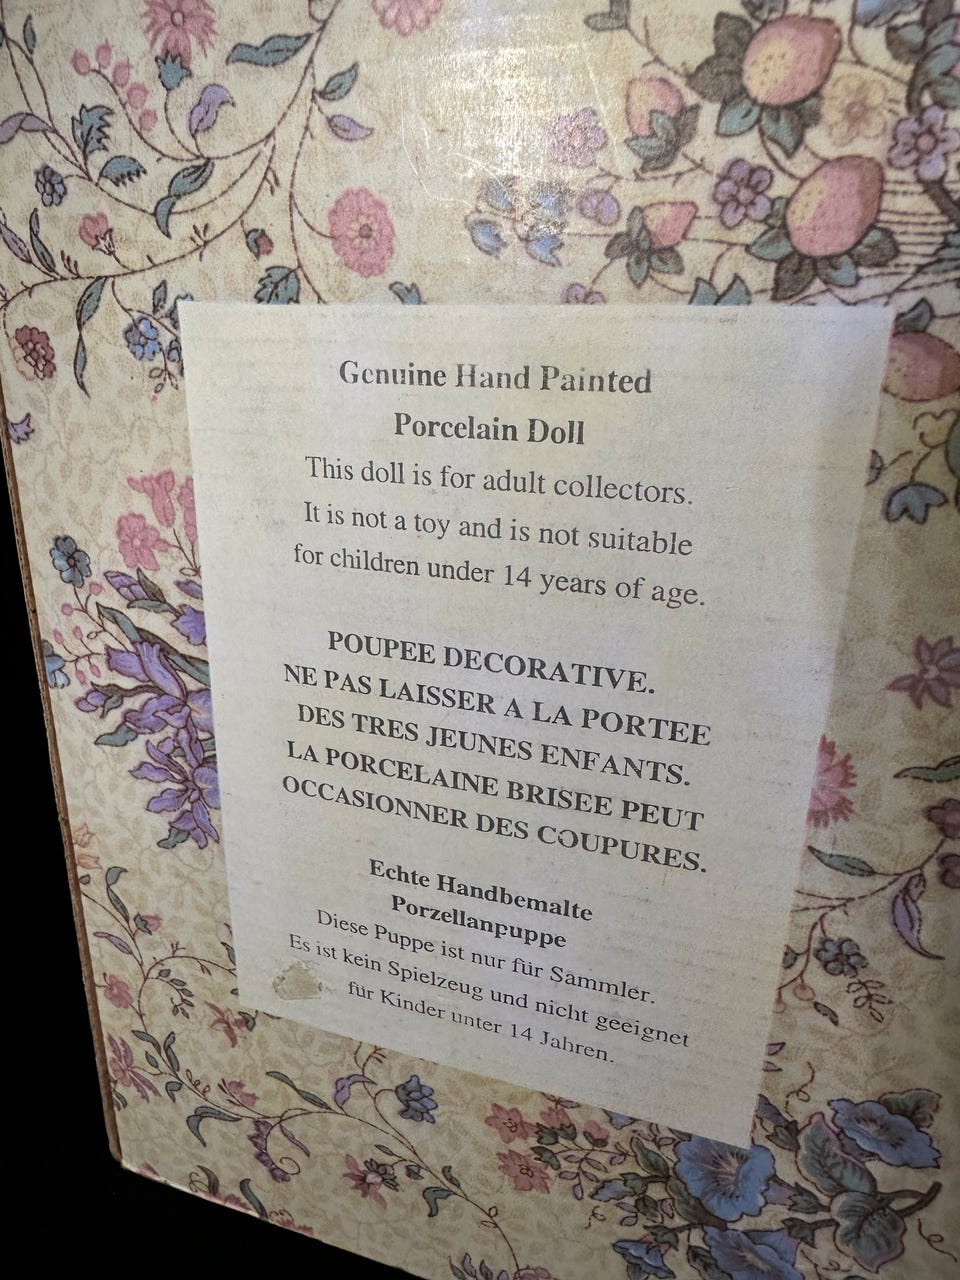 Genuine Hand Painted
Porcelain Doll
This doll is for adult collectors.
It is not a toy and is not suitable
for children under 14 years of age.
POUPEE DECORATIVE.
NE PAS LAISSER A LA PORTEE
DES TRES JEUNES ENFANTS.
LA PORCELAINE BRISEE PEUT
OCCASIONNER DES COUPURES.
Echte Handbemalte
Porzellanpuppe
Diese Puppe ist nur für Sammler.
Es ist kein Spielzeug und nicht geeignet
für Kinder unter 14 Jahren.